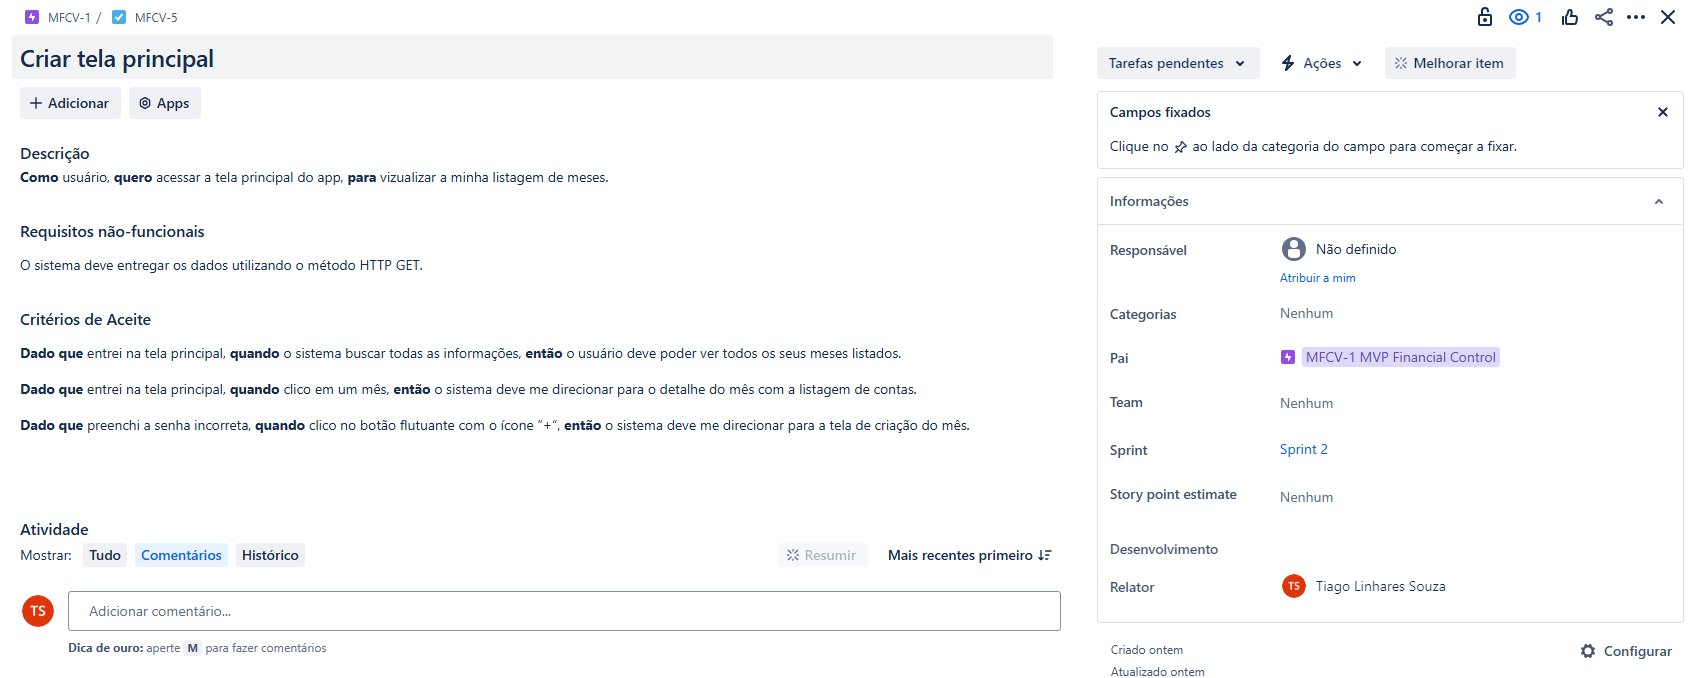 MFCV-1 / MFCV-5
1
Criar tela principal
Tarefas pendentes
Ações
Melhorar item
Adicionar
Apps
Campos fixados
Clique no ao lado da categoria do campo para começar a fixar.
Descrição
Como usuário, quero acessar a tela principal do app, para vizualizar a minha listagem de meses.
Requisitos não-funcionais
O sistema deve entregar os dados utilizando o método HTTP GET.
Critérios de Aceite
Dado que entrei na tela principal, quando o sistema buscar todas as informações, então o usuário deve poder ver todos os seus meses listados.
Dado que entrei na tela principal, quando clico em um mês, então o sistema deve me direcionar para o detalhe do mês com a listagem de contas.
Dado que preenchi a senha incorreta, quando clico no botão flutuante com o ícone “+“, então o sistema deve me direcionar para a tela de criação do mês.
Informações
Responsável
Não definido
Atribuir a mim
Categorias
Nenhum
Pai
MFCV-1 MVP Financial Control
Team
Nenhum
Sprint
Sprint 2
Story point estimate
Nenhum
Desenvolvimento
Relator
TS
Tiago Linhares Souza
Atividade
Mostrar: Tudo Comentários Histórico
Resumir
Mais recentes primeiro
TS
Adicionar comentário...
Dica de ouro: aperte M para fazer comentários
Criado ontem
Atualizado ontem
Configurar